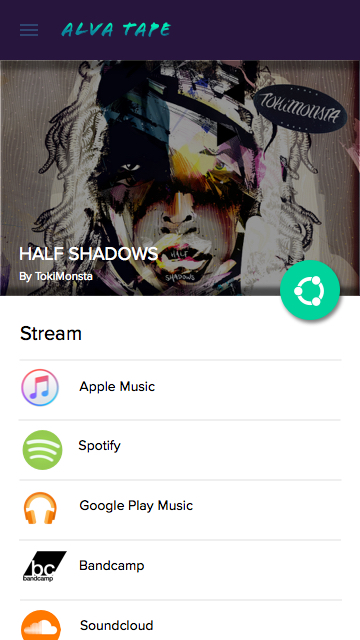 ALVA TAPE
TOKiMONSTA
HALF
SHADOWS
HALF SHADOWS
By TokiMonsta
Stream
Apple Music
Spotify
Google Play Music
bc
bandcamp
Bandcamp
Soundcloud